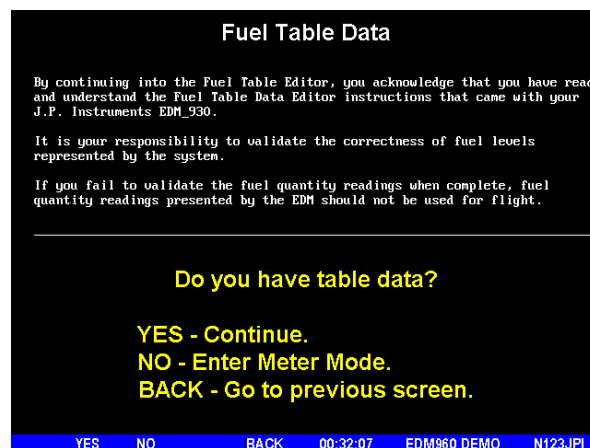 Fuel Table Data
By continuing into the Fuel Table Editor, you acknowledge that you have read
and understand the Fuel Table Data Editor instructions that came with your
J.P. Instruments EDM_930.
It is your responsibility to validate the correctness of fuel levels
represented by the system.
If you fail to validate the fuel quantity readings when complete, fuel
quantity readings presented by the EDM should not be used for flight.
Do you have table data?
YES - Continue.
NO - Enter Meter Mode.
BACK - Go to previous screen.
YES NO BACK 00:32:07 EDM960 DEMO N123JPI